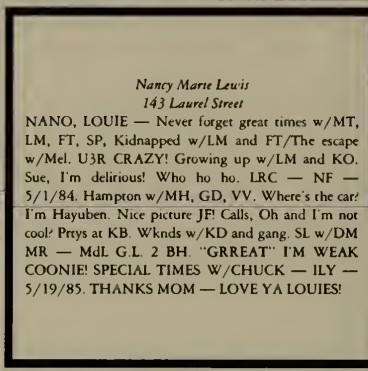 Nancy Marie Lewis
143 Laurel Street
NANO, LOUIE — Never forget great times w/MT,
LM, FT, SP, Kidnapped w/LM and FT/The escape
w/Mel. U3R CRAZY! Growing up w/LM and KO.
Sue, I'm delirious! Who ho ho. LRC — NF —
5/1/84. Hampton w/MH, GD, VV. Where's the car?
I'm Hayuben. Nice picture JF! Calls, Oh and I'm not
cool? Prtys at KB. Wknds w/KD and gang. SL w/DM
MR — MdL G.L. 2 BH. "GRREAT" I'M WEAK
COONIE! SPECIAL TIMES W/CHUCK — ILY —
5/19/85. THANKS MOM — LOVE YA LOUIES!